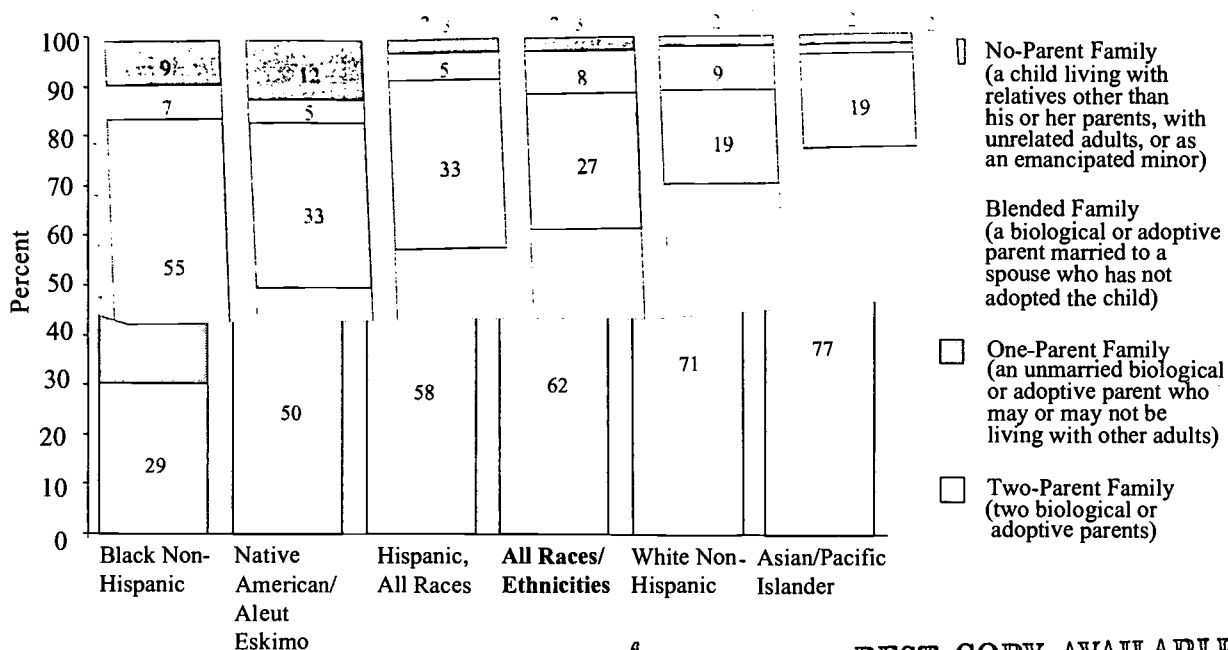 100
90
80
70
60
50
40
30
20
10
0
Percent
9
7
55
29
12
5
33
50
5
33
58
8
27
62
2
9
19
71
2
19
77
Black Non-
Hispanic
Native
American/
Aleut
Eskimo
Hispanic,
All Races
All Races/
Ethnicities
White Non-
Hispanic
Asian/Pacific
Islander
No-Parent Family
(a child living with
relatives other than
his or her parents, with
unrelated adults, or as
an emancipated minor)
Blended Family
(a biological or adoptive
parent married to a
spouse who has not
adopted the child)
One-Parent Family
(an unmarried biological
or adoptive parent who
may or may not be
living with other adults)
Two-Parent Family
(two biological or
adoptive parents)
BEST COPY AVAILABLE